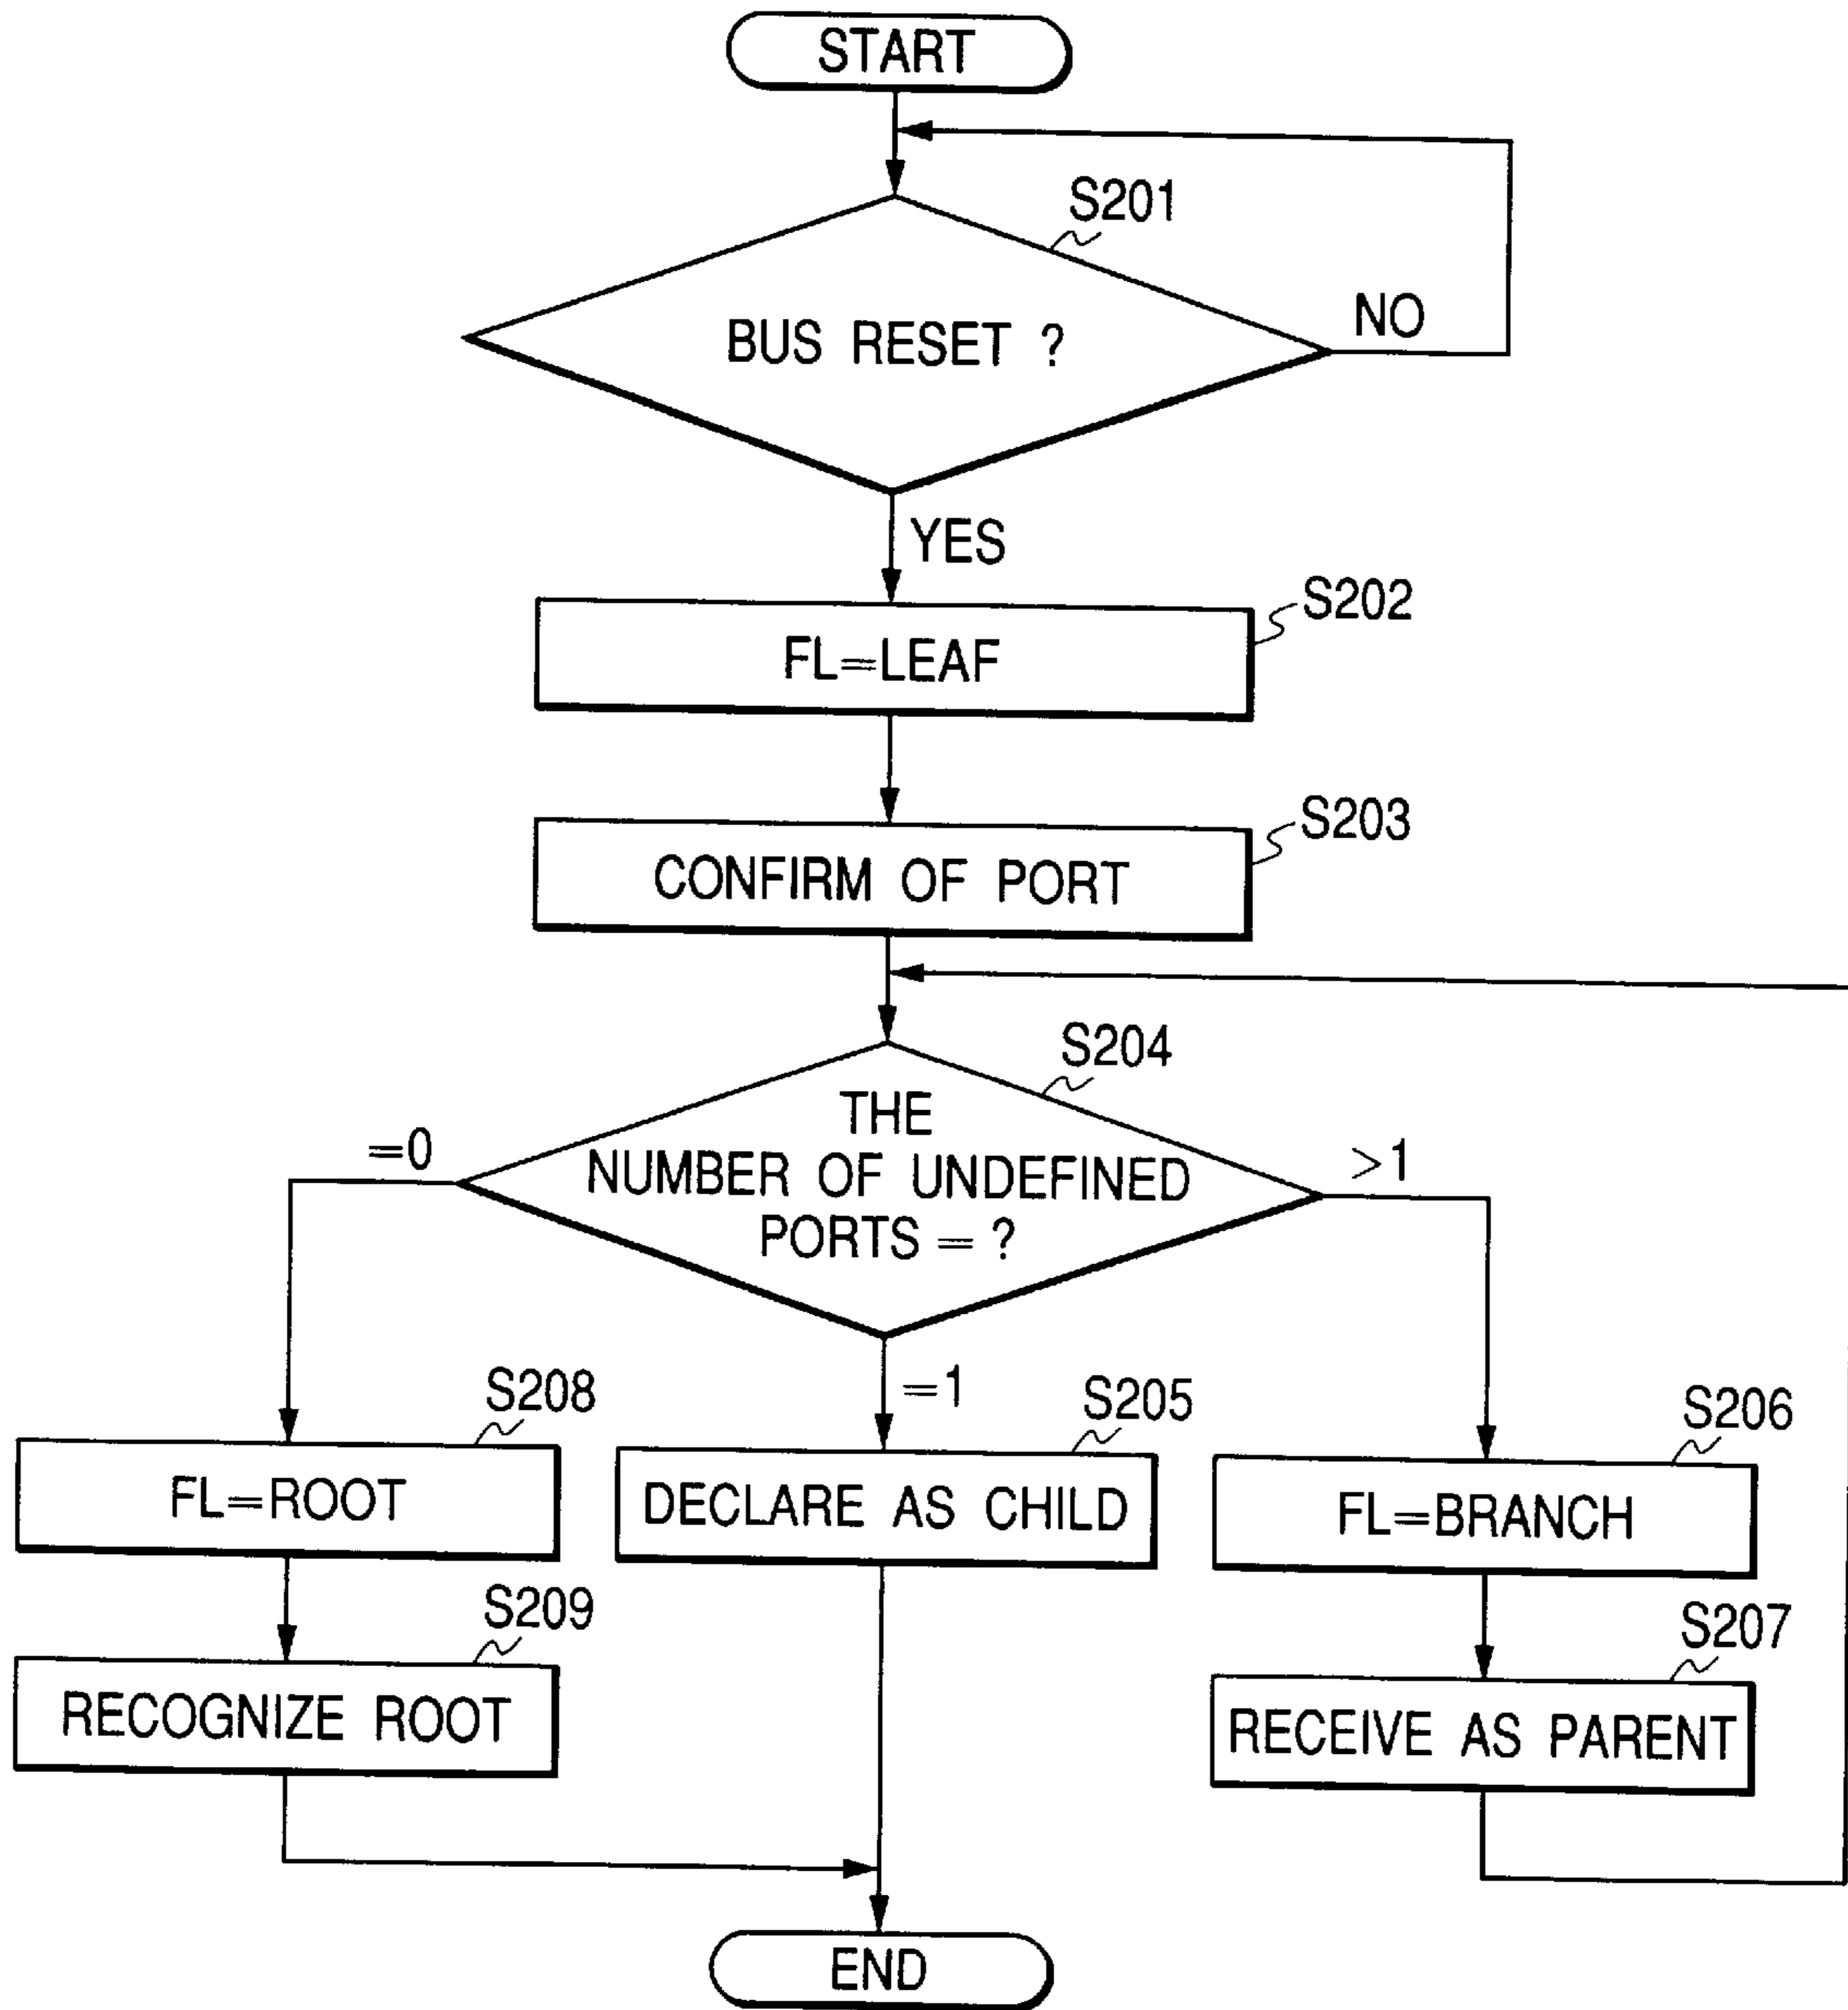 START
S201
BUS RESET ?
NO
YES
S202
FL=LEAF
S203
CONFIRM OF PORT
S204
THE
NUMBER OF UNDEFINED
PORTS = ?
=0
>1
=1
S208
FL=ROOT
S205
DECLARE AS CHILD
S206
FL=BRANCH
S209
RECOGNIZE ROOT
S207
RECEIVE AS PARENT
END